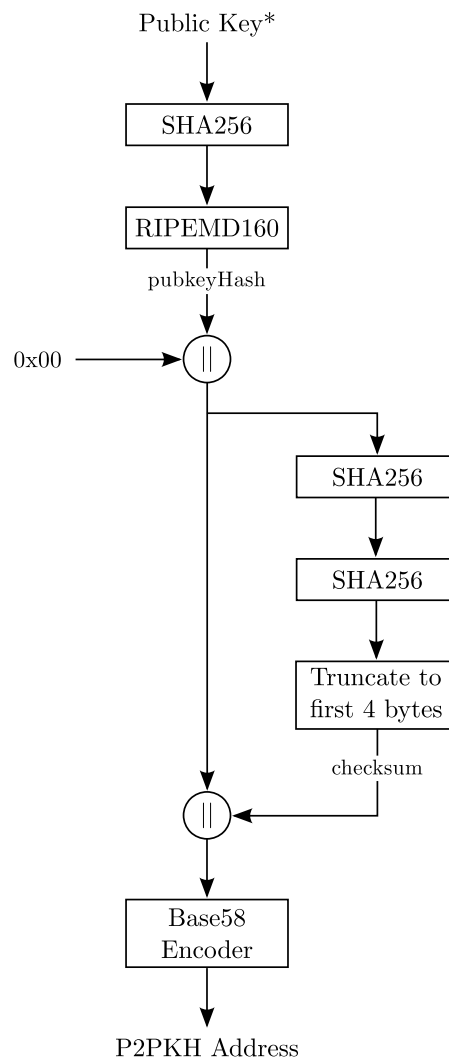 Public Key*
SHA256
RIPEMD160
pubkeyHash
0x00
||
SHA256
SHA256
Truncate to
first 4 bytes
checksum
||
Base58
Encoder
P2PKH Address